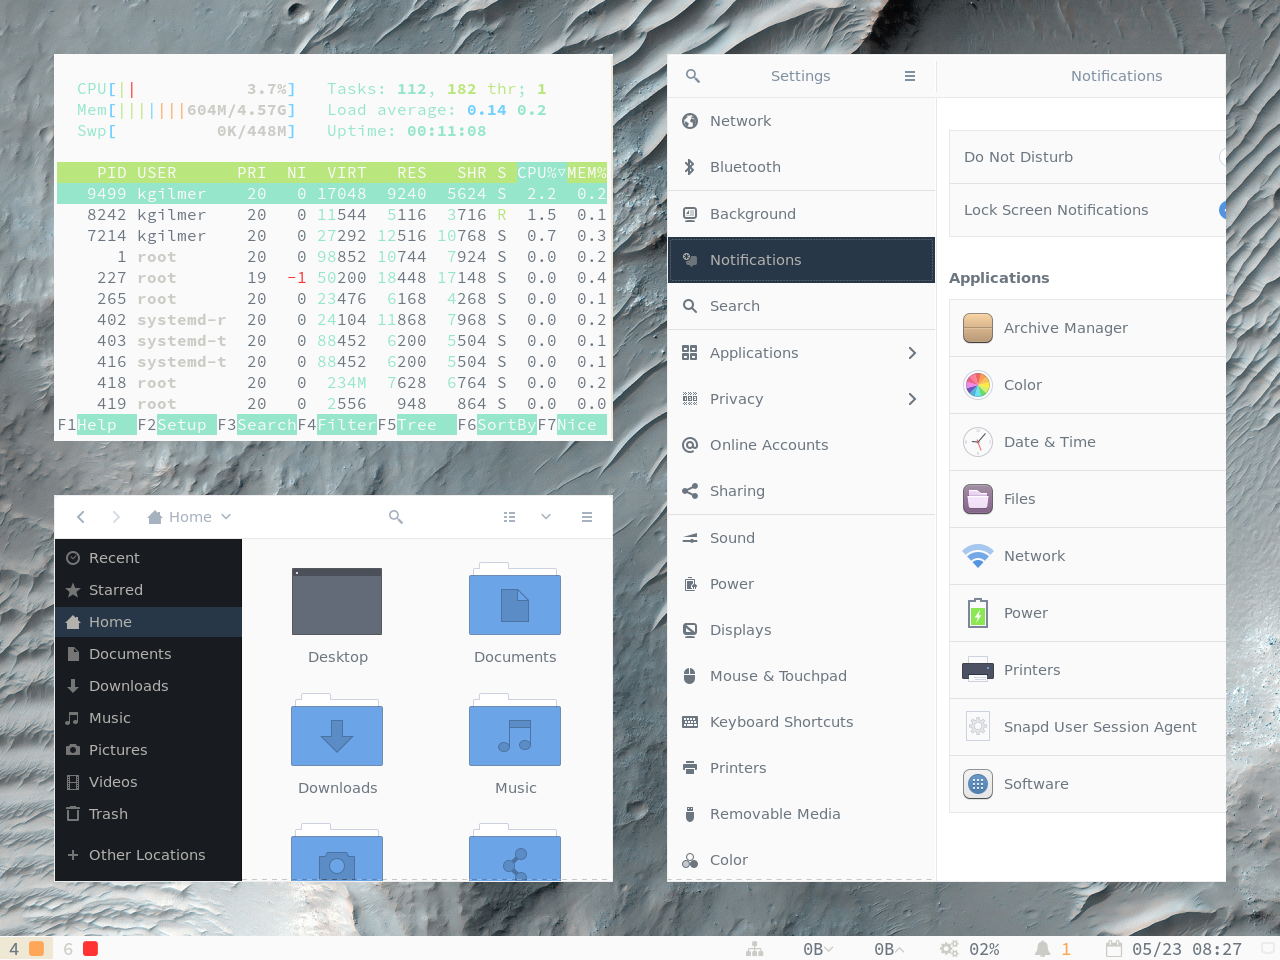 CPU[|| 3.7%] Tasks: 112, 182 thr; 1
Mem[|||||||604M/4.57G] Load average: 0.14 0.2
Swp[ 0K/448M] Uptime: 00:11:08
PID USER PRI NI VIRT RES SHR S CPU%▽MEM%
9499 kgilmer 20 0 17048 9240 5624 S 2.2 0.2
8242 kgilmer 20 0 11544 5116 3716 R 1.5 0.1
7214 kgilmer 20 0 27292 12516 10768 S 0.7 0.3
1 root 20 0 98852 10744 7924 S 0.0 0.2
227 root 19 -1 50200 18448 17148 S 0.0 0.4
265 root 20 0 23476 6168 4268 S 0.0 0.1
402 systemd-r 20 0 24104 11868 7968 S 0.0 0.2
403 systemd-t 20 0 88452 6200 5504 S 0.0 0.1
416 systemd-t 20 0 88452 6200 5504 S 0.0 0.1
418 root 20 0 234M 7628 6764 S 0.0 0.2
419 root 20 0 2556 948 864 S 0.0 0.0
F1Help F2Setup F3SearchF4FilterF5Tree F6SortByF7Nice
Home
Recent
Starred
Home
Documents
Downloads
Music
Pictures
Videos
Trash
Other Locations
Desktop
Documents
Downloads
Music
Settings
Network
Bluetooth
Background
Notifications
Search
Applications
Privacy
Online Accounts
Sharing
Sound
Power
Displays
Mouse & Touchpad
Keyboard Shortcuts
Printers
Removable Media
Color
Notifications
Do Not Disturb
Lock Screen Notifications
Applications
Archive Manager
Color
Date & Time
Files
Network
Power
Printers
Snapd User Session Agent
Software
4 6 0B 0B 02% 1 05/23 08:27